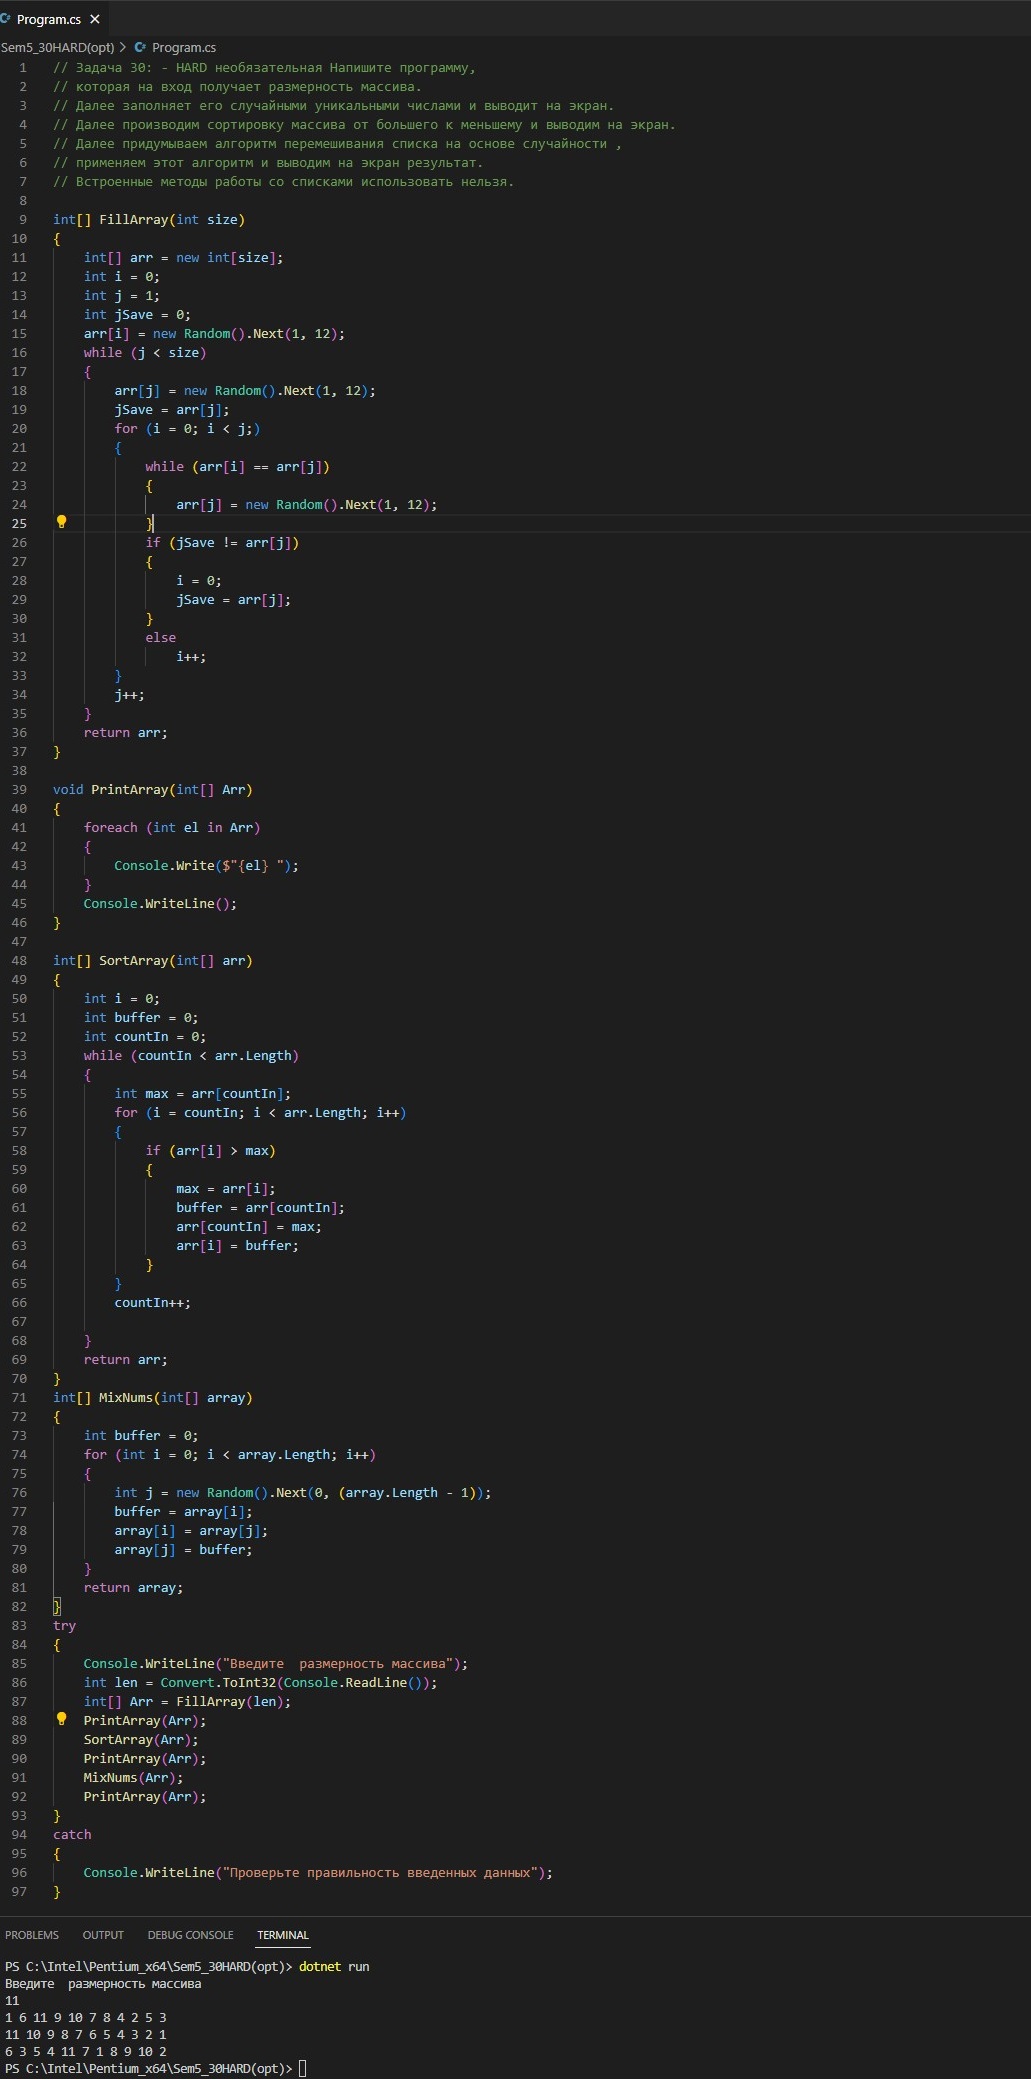 Program.cs
Sem5_30HARD(opt) > Program.cs
1 // Задача 30: - HARD необязательная Напишите программу,
2 // которая на вход получает размерность массива.
3 // Далее заполняет его случайными уникальными числами и выводит на экран.
4 // Далее производим сортировку массива от большего к меньшему и выводим на экран.
5 // Далее придумываем алгоритм перемешивания списка на основе случайности ,
6 // применяем этот алгоритм и выводим на экран результат.
7 // Встроенные методы работы со списками использовать нельзя.
8
9 int[] FillArray(int size)
10 {
11     int[] arr = new int[size];
12     int i = 0;
13     int j = 1;
14     int jSave = 0;
15     arr[i] = new Random().Next(1, 12);
16     while (j < size)
17     {
18         arr[j] = new Random().Next(1, 12);
19         jSave = arr[j];
20         for (i = 0; i < j;)
21         {
22             while (arr[i] == arr[j])
23             {
24                 arr[j] = new Random().Next(1, 12);
25             }
26             if (jSave != arr[j])
27             {
28                 i = 0;
29                 jSave = arr[j];
30             }
31             else
32                 i++;
33         }
34         j++;
35     }
36     return arr;
37 }
38
39 void PrintArray(int[] Arr)
40 {
41     foreach (int el in Arr)
42     {
43         Console.Write($"{el} ");
44     }
45     Console.WriteLine();
46 }
47
48 int[] SortArray(int[] arr)
49 {
50     int i = 0;
51     int buffer = 0;
52     int countIn = 0;
53     while (countIn < arr.Length)
54     {
55         int max = arr[countIn];
56         for (i = countIn; i < arr.Length; i++)
57         {
58             if (arr[i] > max)
59             {
60                 max = arr[i];
61                 buffer = arr[countIn];
62                 arr[countIn] = max;
63                 arr[i] = buffer;
64             }
65         }
66         countIn++;
67
68     }
69     return arr;
70 }
71 int[] MixNums(int[] array)
72 {
73     int buffer = 0;
74     for (int i = 0; i < array.Length; i++)
75     {
76         int j = new Random().Next(0, (array.Length - 1));
77         buffer = array[i];
78         array[i] = array[j];
79         array[j] = buffer;
80     }
81     return array;
82 }
83 try
84 {
85     Console.WriteLine("Введите  размерность массива");
86     int len = Convert.ToInt32(Console.ReadLine());
87     int[] Arr = FillArray(len);
88     PrintArray(Arr);
89     SortArray(Arr);
90     PrintArray(Arr);
91     MixNums(Arr);
92     PrintArray(Arr);
93 }
94 catch
95 {
96     Console.WriteLine("Проверьте правильность введенных данных");
97 }
PROBLEMS OUTPUT DEBUG CONSOLE TERMINAL
PS C:\Intel\Pentium_x64\Sem5_30HARD(opt)> dotnet run
Введите  размерность массива
11
1 6 11 9 10 7 8 4 2 5 3
11 10 9 8 7 6 5 4 3 2 1
6 3 5 4 11 7 1 8 9 10 2
PS C:\Intel\Pentium_x64\Sem5_30HARD(opt)>